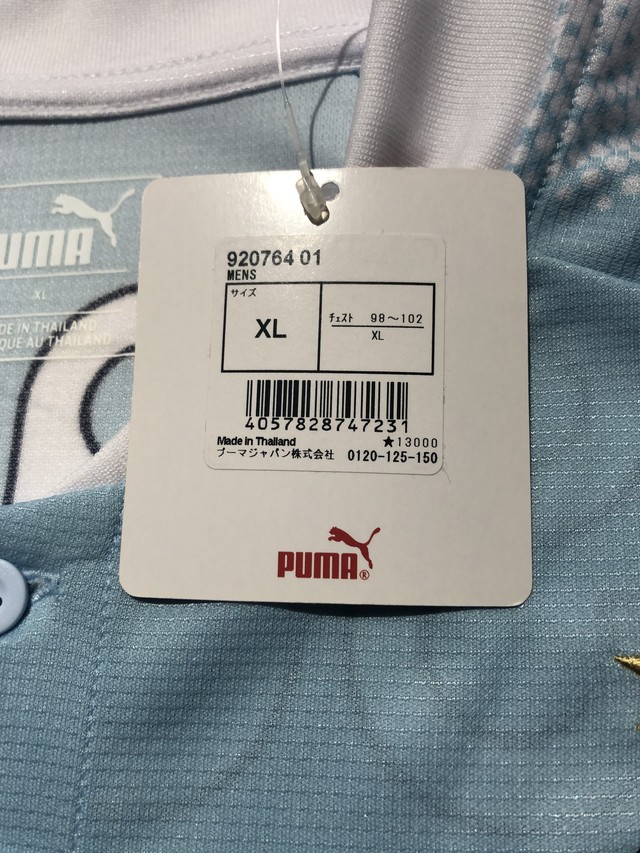 UMA
XL
DE IN THAILAND
QUE AU THAILAND
920764 01
MENS
サイズ
XL
ﾁｪｽﾄ 98～102
XL
4057828747231
Made in Thailand ★13000
プーマジャパン株式会社 0120-125-150
PUMA®